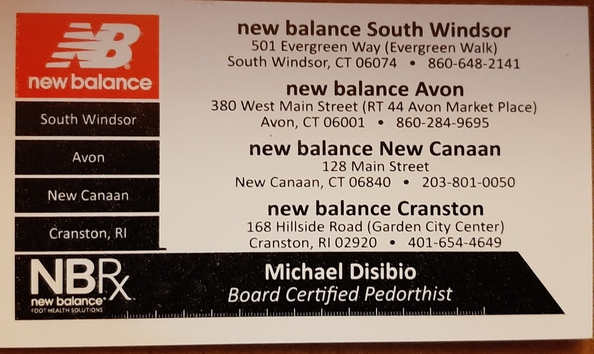 NB
new balance
South Windsor
Avon
New Canaan
Cranston, RI
new balance South Windsor
501 Evergreen Way (Evergreen Walk)
South Windsor, CT 06074 • 860-648-2141
new balance Avon
380 West Main Street (RT 44 Avon Market Place)
Avon, CT 06001 • 860-284-9695
new balance New Canaan
128 Main Street
New Canaan, CT 06840 • 203-801-0050
new balance Cranston
168 Hillside Road (Garden City Center)
Cranston, RI 02920 • 401-654-4649
NBRx
new balance®
FOOT HEALTH SOLUTIONS
Michael Disibio
Board Certified Pedorthist